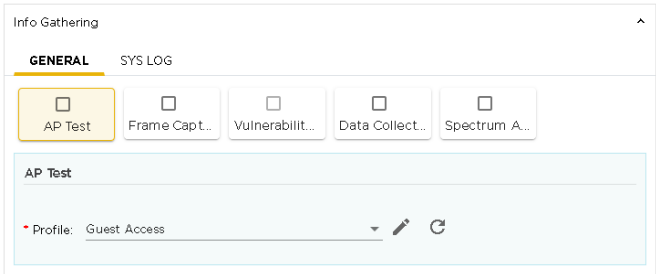 Info Gathering
GENERAL SYS LOG
AP Test Frame Capt... Vulnerabilit... Data Collect... Spectrum A...
AP Test
* Profile: Guest Access